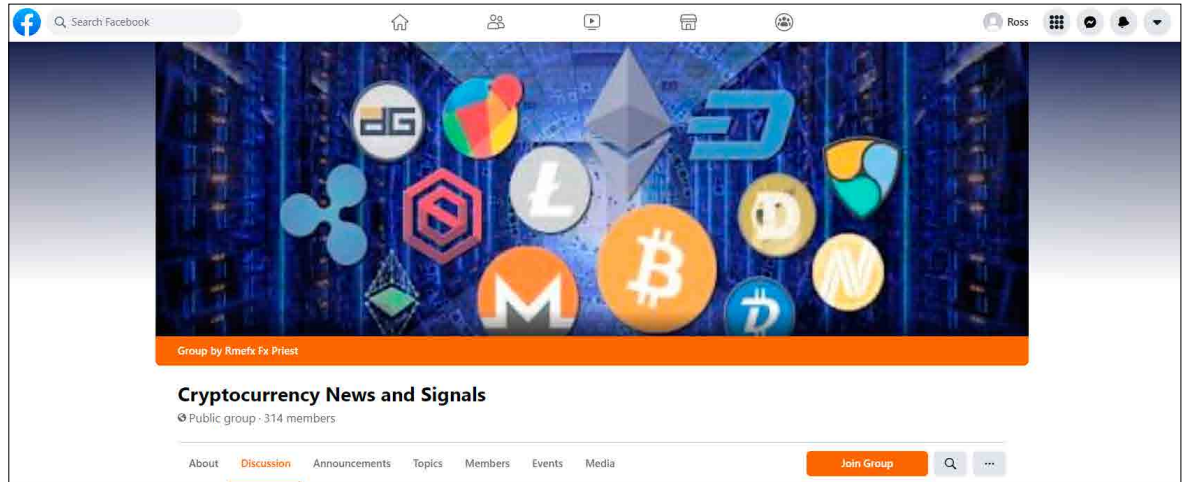 Search Facebook
Ross
Group by Rmefx Fx Priest
Cryptocurrency News and Signals
Public group · 314 members
About Discussion Announcements Topics Members Events Media Join Group